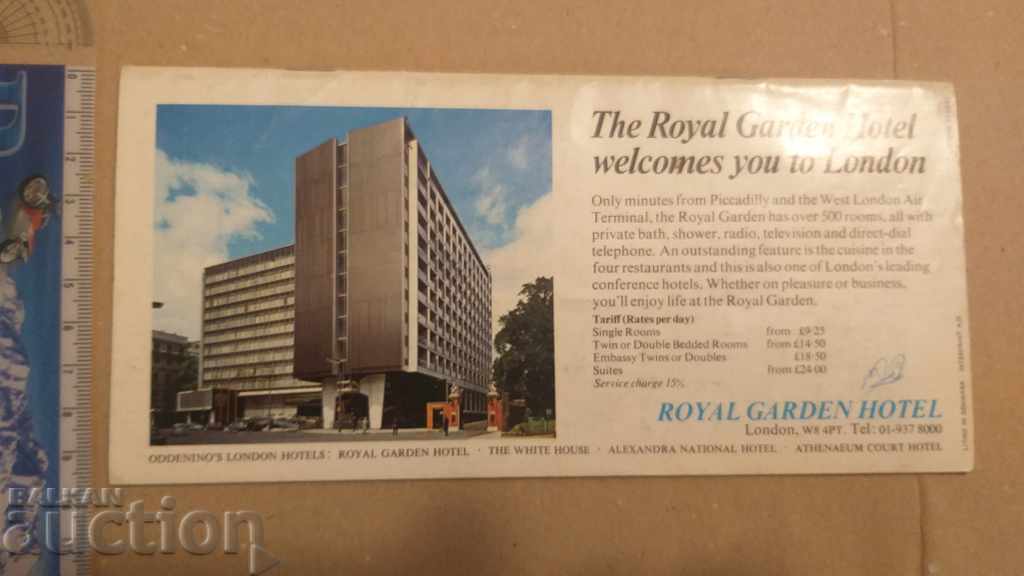 The Royal Garden Hotel
welcomes you to London
Only minutes from Piccadilly and the West London Air
Terminal, the Royal Garden has over 500 rooms, all with
private bath, shower, radio, television and direct-dial
telephone. An outstanding feature is the cuisine in the
four restaurants and this is also one of London's leading
conference hotels. Whether on pleasure or business,
you'll enjoy life at the Royal Garden.
Tariff (Rates per day)
Single Rooms from £9·25
Twin or Double Bedded Rooms from £14·50
Embassy Twins or Doubles £18·50
Suites from £24·00
Service charge 15%
ROYAL GARDEN HOTEL
London, W8 4PT. Tel: 01-937 8000
ODDENINO'S LONDON HOTELS: ROYAL GARDEN HOTEL · THE WHITE HOUSE · ALEXANDRA NATIONAL HOTEL · ATHENAEUM COURT HOTEL
BALKAN
auction